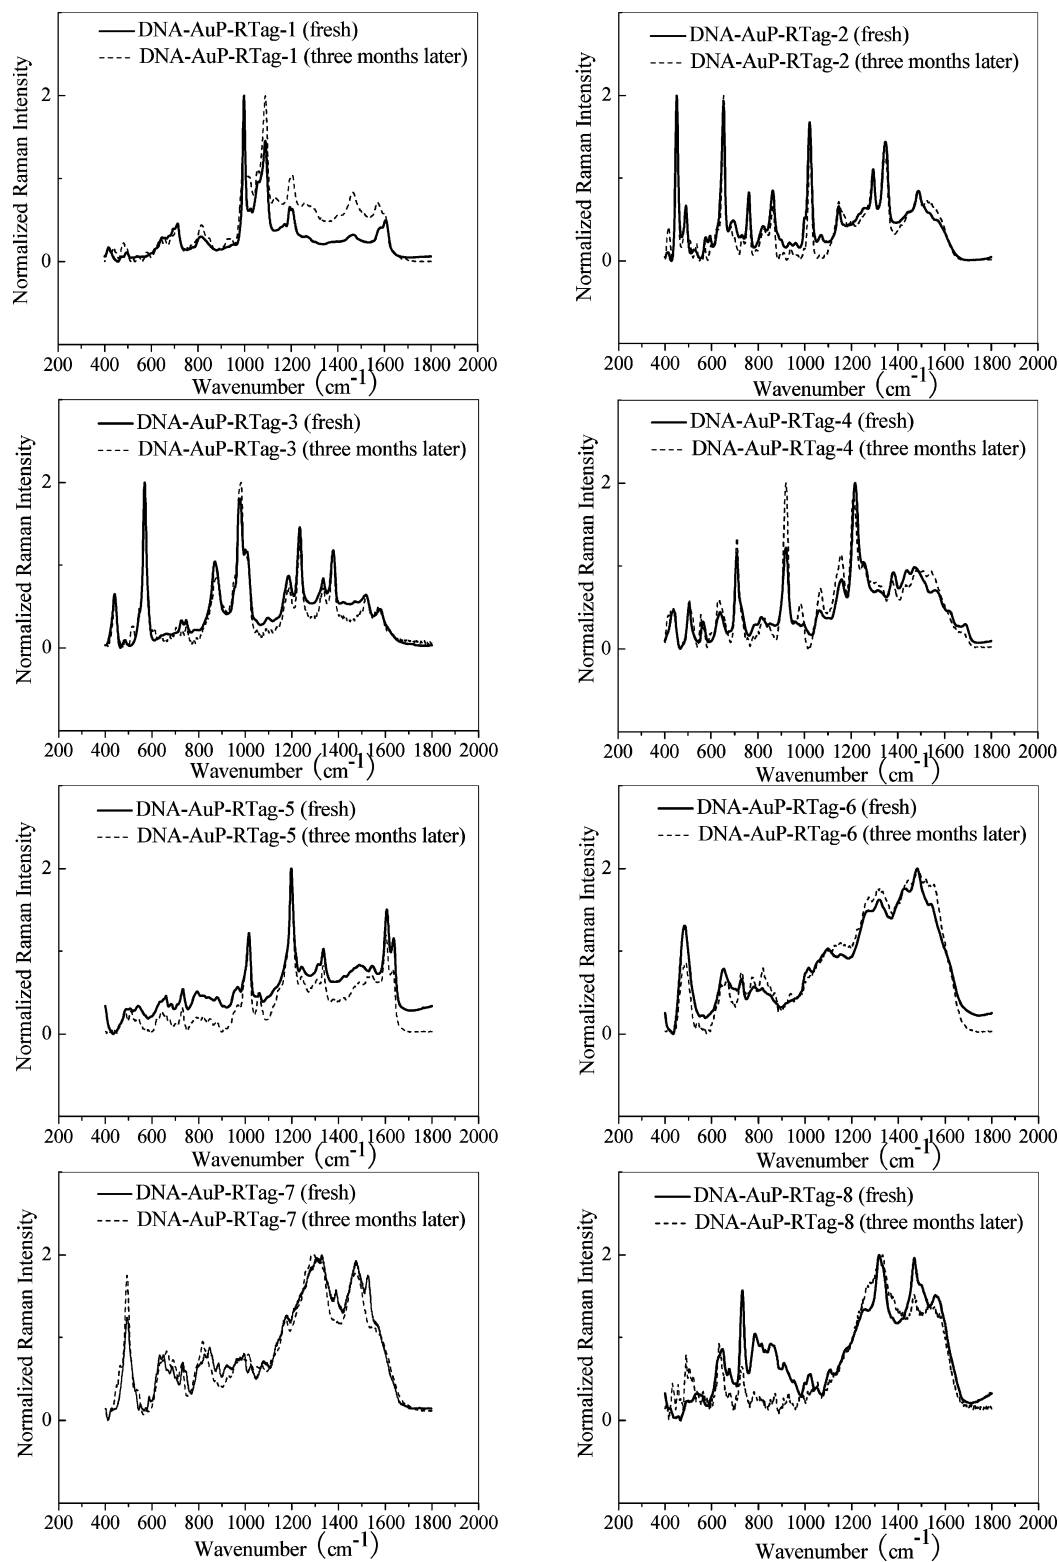 DNA-AuP-RTag-1 (fresh)
DNA-AuP-RTag-1 (three months later)
Normalized Raman Intensity
2
0
200 400 600 800 1000 1200 1400 1600 1800 2000
Wavenumber (cm-1)
DNA-AuP-RTag-2 (fresh)
DNA-AuP-RTag-2 (three months later)
Normalized Raman Intensity
2
0
200 400 600 800 1000 1200 1400 1600 1800 2000
Wavenumber (cm-1)
DNA-AuP-RTag-3 (fresh)
DNA-AuP-RTag-3 (three months later)
Normalized Raman Intensity
2
0
200 400 600 800 1000 1200 1400 1600 1800 2000
Wavenumber (cm-1)
DNA-AuP-RTag-4 (fresh)
DNA-AuP-RTag-4 (three months later)
Normalized Raman Intensity
2
0
200 400 600 800 1000 1200 1400 1600 1800 2000
Wavenumber (cm-1)
DNA-AuP-RTag-5 (fresh)
DNA-AuP-RTag-5 (three months later)
Normalized Raman Intensity
2
0
200 400 600 800 1000 1200 1400 1600 1800 2000
Wavenumber (cm-1)
DNA-AuP-RTag-6 (fresh)
DNA-AuP-RTag-6 (three months later)
Normalized Raman Intensity
2
0
200 400 600 800 1000 1200 1400 1600 1800 2000
Wavenumber (cm-1)
DNA-AuP-RTag-7 (fresh)
DNA-AuP-RTag-7 (three months later)
Normalized Raman Intensity
2
0
200 400 600 800 1000 1200 1400 1600 1800 2000
Wavenumber (cm-1)
DNA-AuP-RTag-8 (fresh)
DNA-AuP-RTag-8 (three months later)
Normalized Raman Intensity
2
0
200 400 600 800 1000 1200 1400 1600 1800 2000
Wavenumber (cm-1)